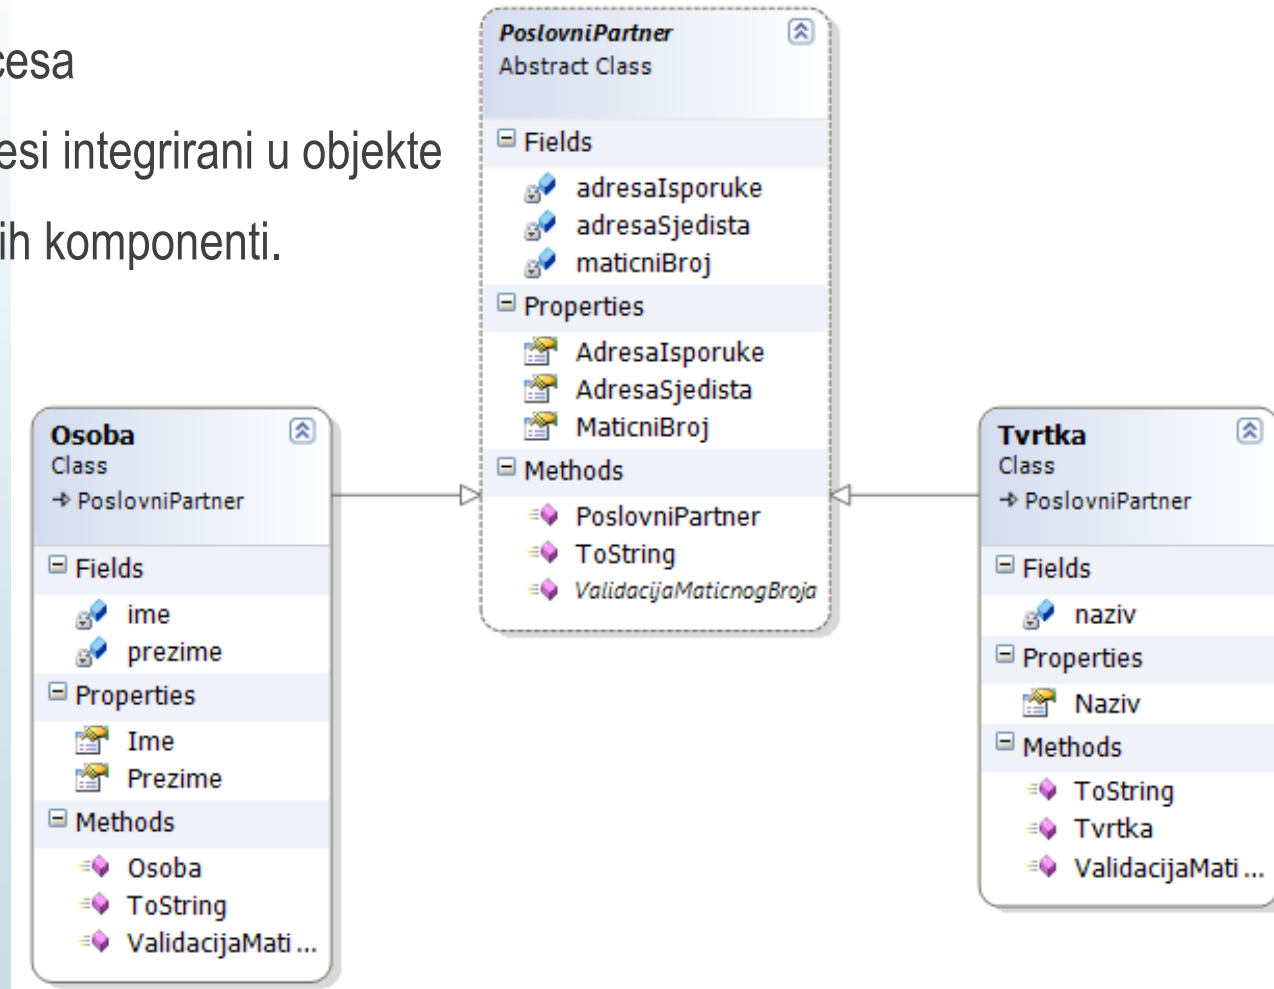 cesa
esi integrirani u objekte
ih komponenti.
PoslovniPartner
Abstract Class
Fields
adresaIsporuke
adresaSjedista
maticniBroj
Properties
AdresaIsporuke
AdresaSjedista
MaticniBroj
Methods
PoslovniPartner
ToString
ValidacijaMaticnogBroja
Osoba
Class
PoslovniPartner
Fields
ime
prezime
Properties
Ime
Prezime
Methods
Osoba
ToString
ValidacijaMati...
Tvrtka
Class
PoslovniPartner
Fields
naziv
Properties
Naziv
Methods
ToString
Tvrtka
ValidacijaMati...